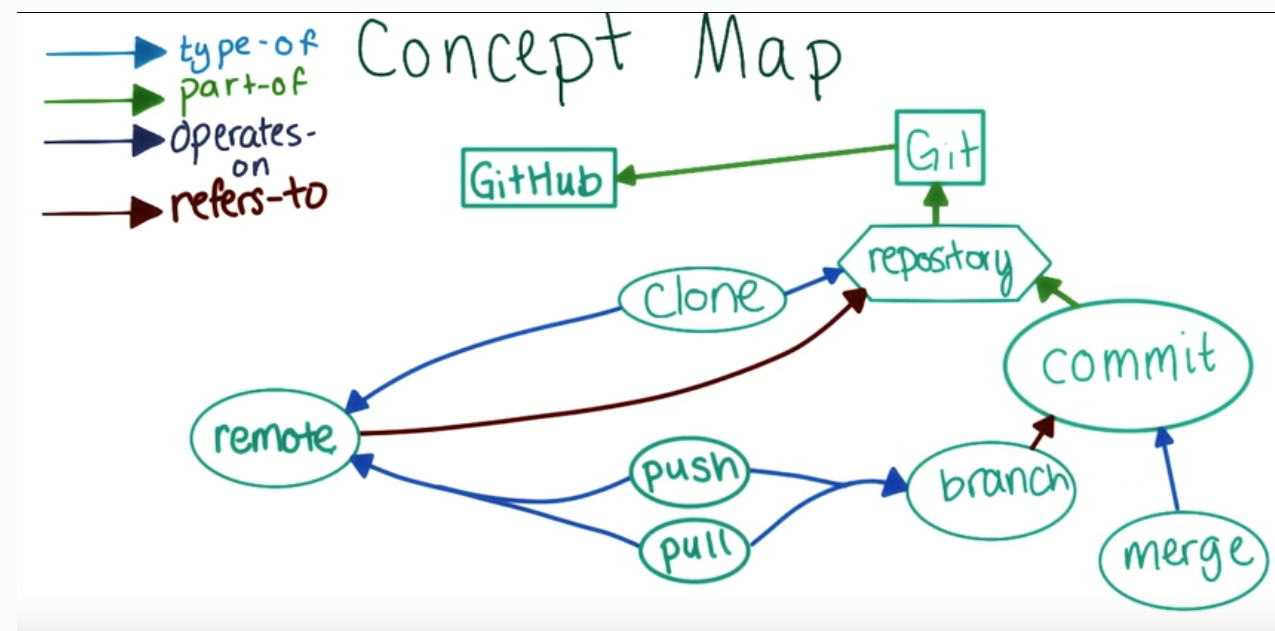 type-of
Concept Map
part-of
operates-
on
refers-to
Git
GitHub
repository
clone
commit
remote
push
branch
pull
merge